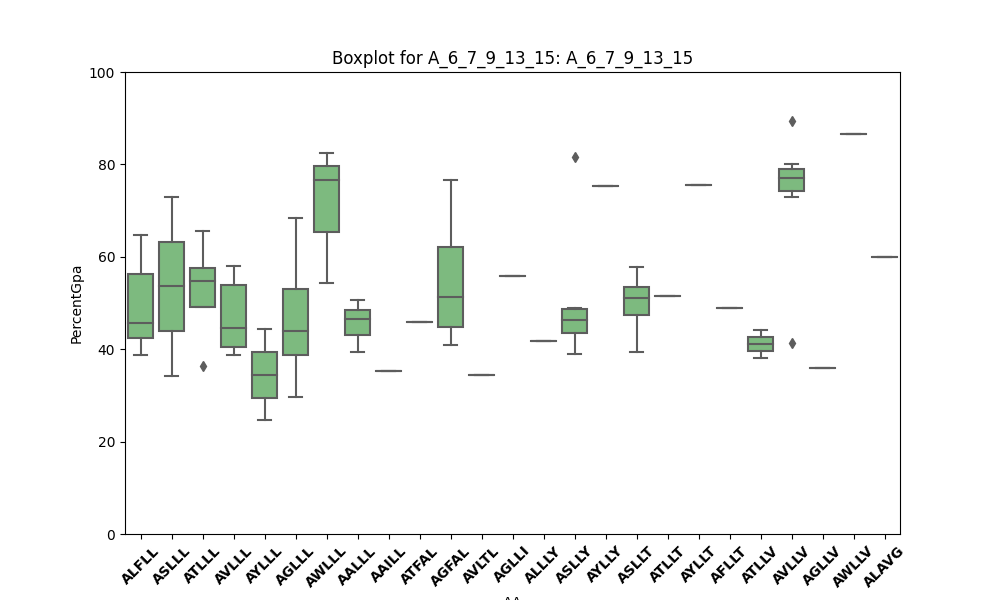 Boxplot for A_6_7_9_13_15: A_6_7_9_13_15
PercentGpa
100
80
60
40
20
0
ALFLL ASLLL ATLLL AVLLL AYLLL AGLLL AWLLL AALLL AAILL ATFAL AGFAL AVLTL AGLLI ALLLY ASLLY AYLLY ASLLT ATLLT AYLLT AFLLT ATLLV AVLLV AGLLV AWLLV ALAVG